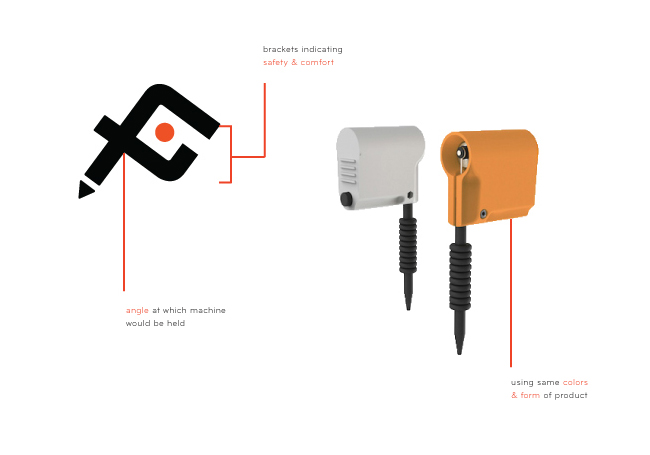 brackets indicating
safety & comfort
angle at which machine
would be held
using same colors
& form of product